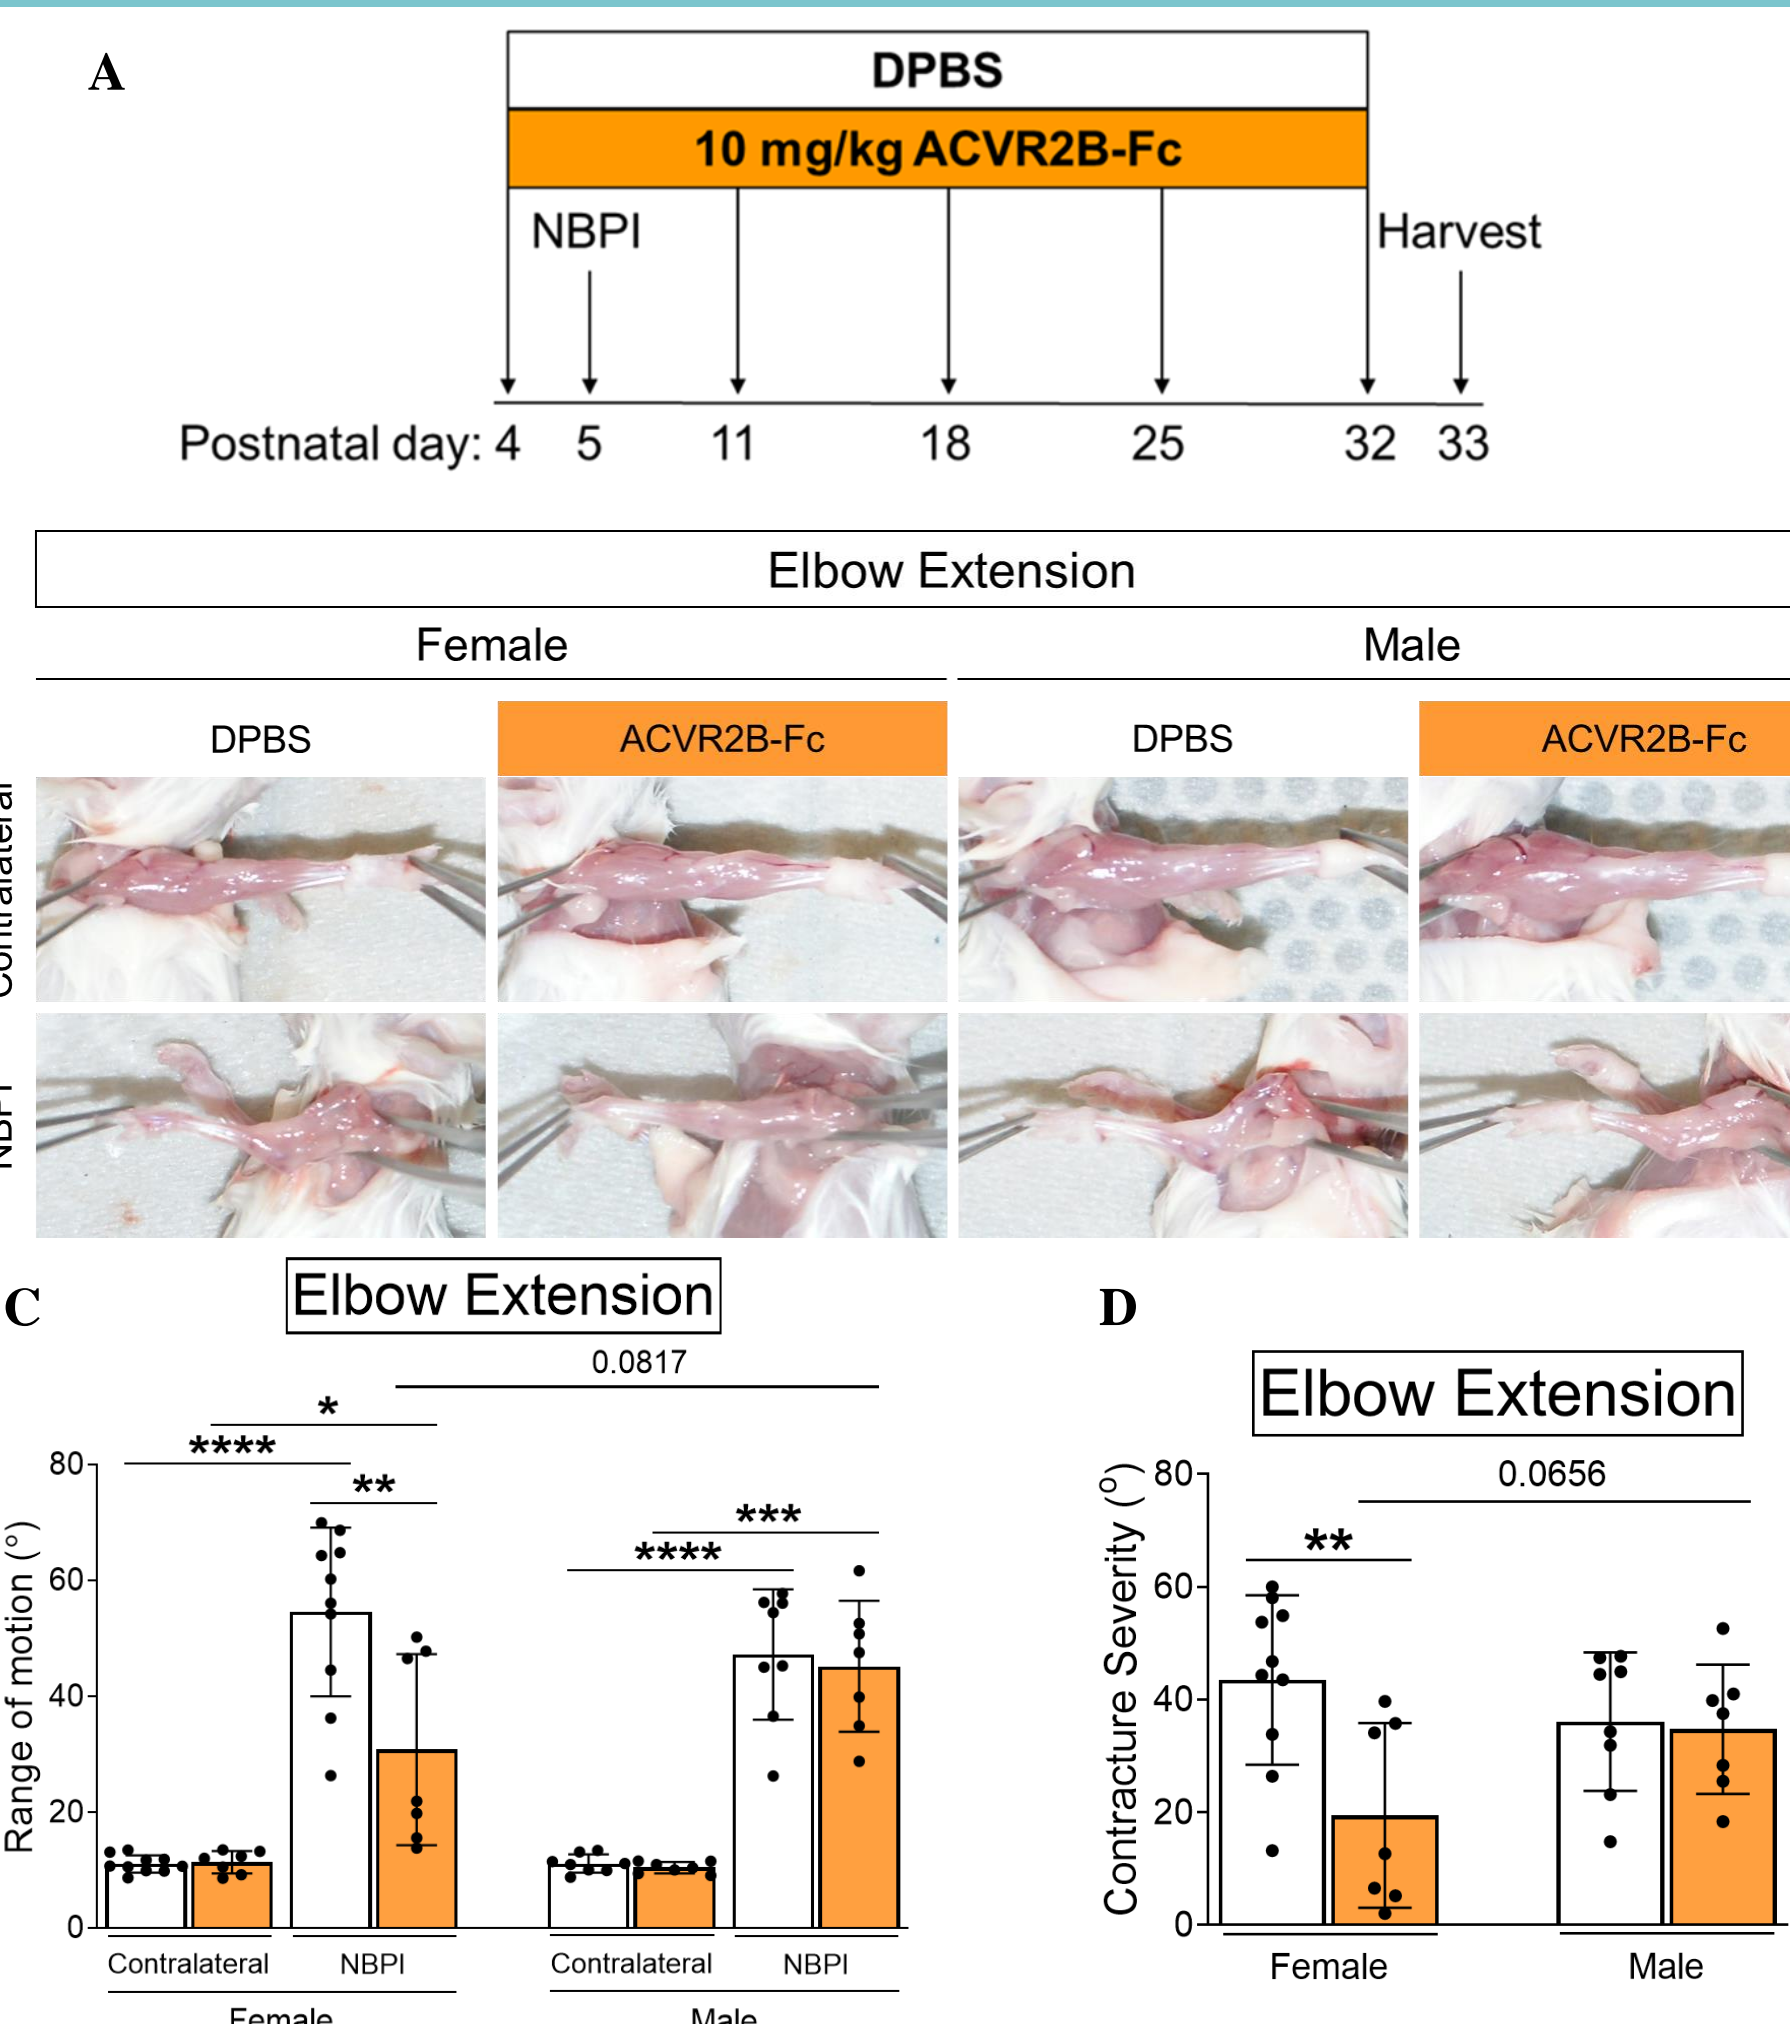 A
DPBS
10 mg/kg ACVR2B-Fc
NBPI
Harvest
Postnatal day: 4 5 11 18 25 32 33
Elbow Extension
Female
Male
DPBS
ACVR2B-Fc
DPBS
ACVR2B-Fc
Contralateral
NBPI
C
Elbow Extension
0.0817
*
****
**
***
****
Range of motion (°)
80
60
40
20
0
Contralateral
NBPI
Contralateral
NBPI
Female
Male
D
Elbow Extension
0.0656
**
Contracture Severity (°)
80
60
40
20
0
Female
Male